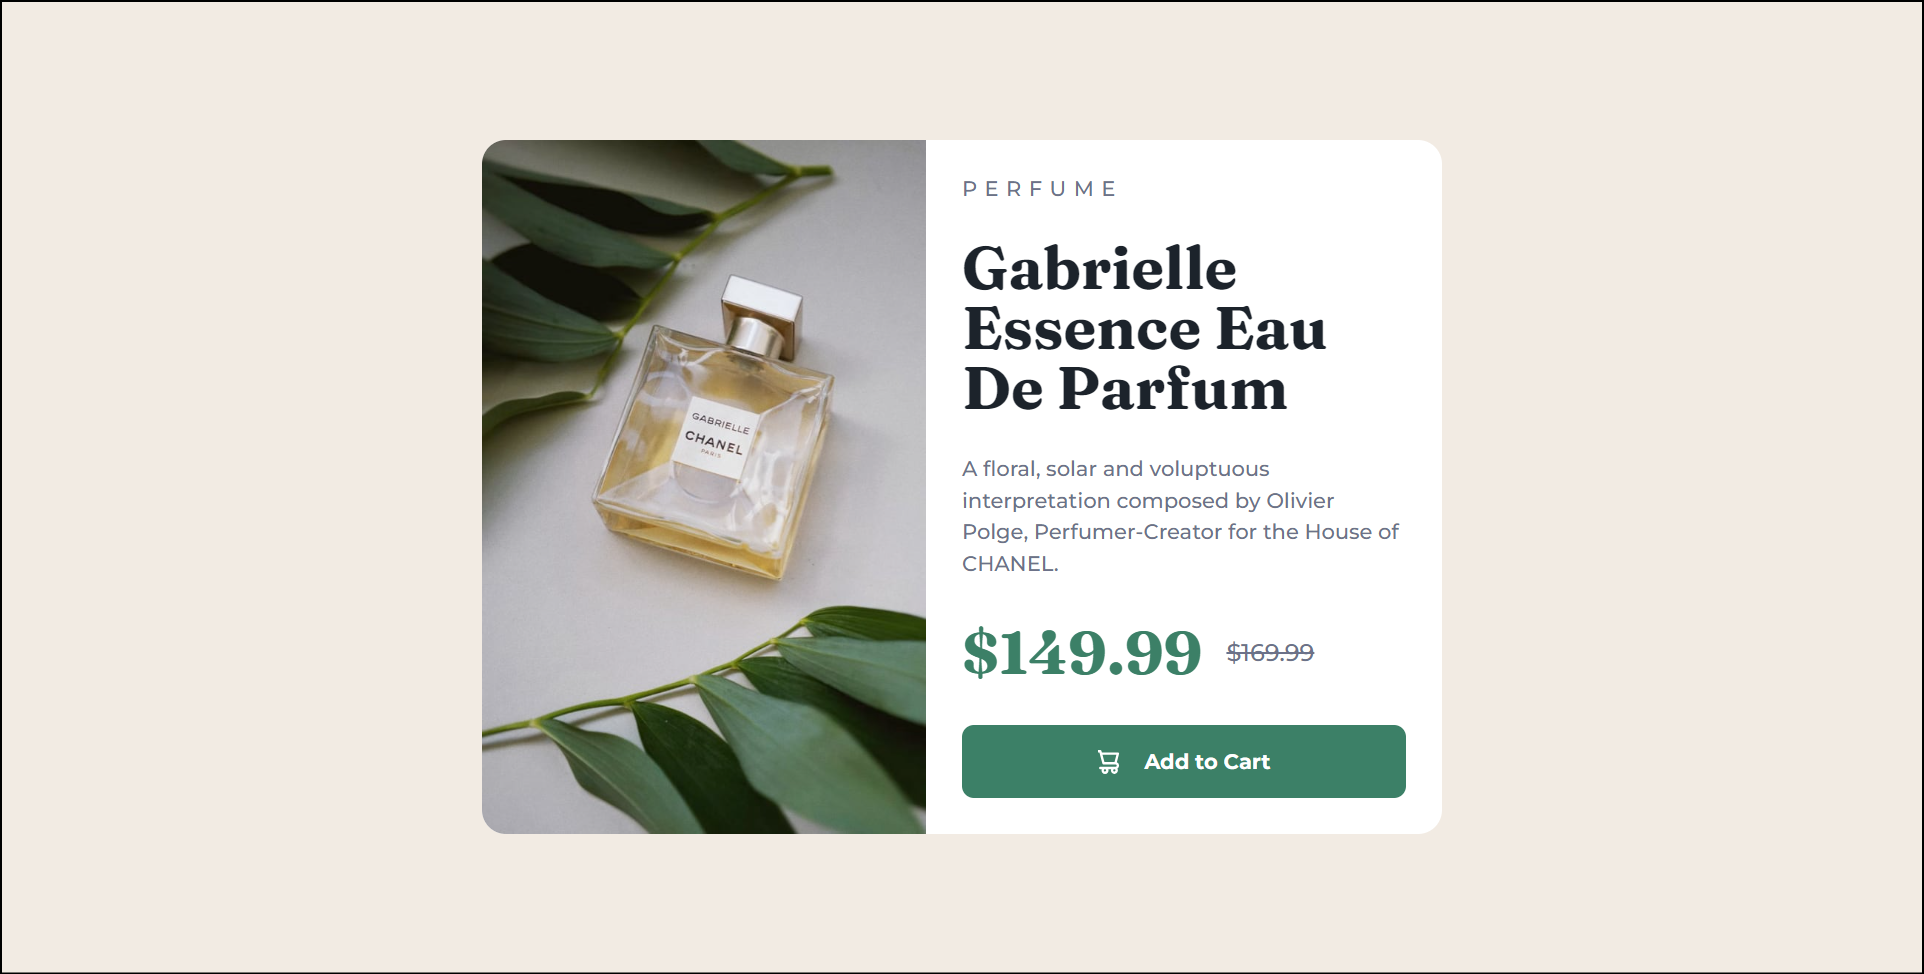 GABRIELLE
CHANEL
PARIS
PERFUME
Gabrielle
Essence Eau
De Parfum
A floral, solar and voluptuous
interpretation composed by Olivier
Polge, Perfumer-Creator for the House of
CHANEL.
$149.99 $169.99
Add to Cart